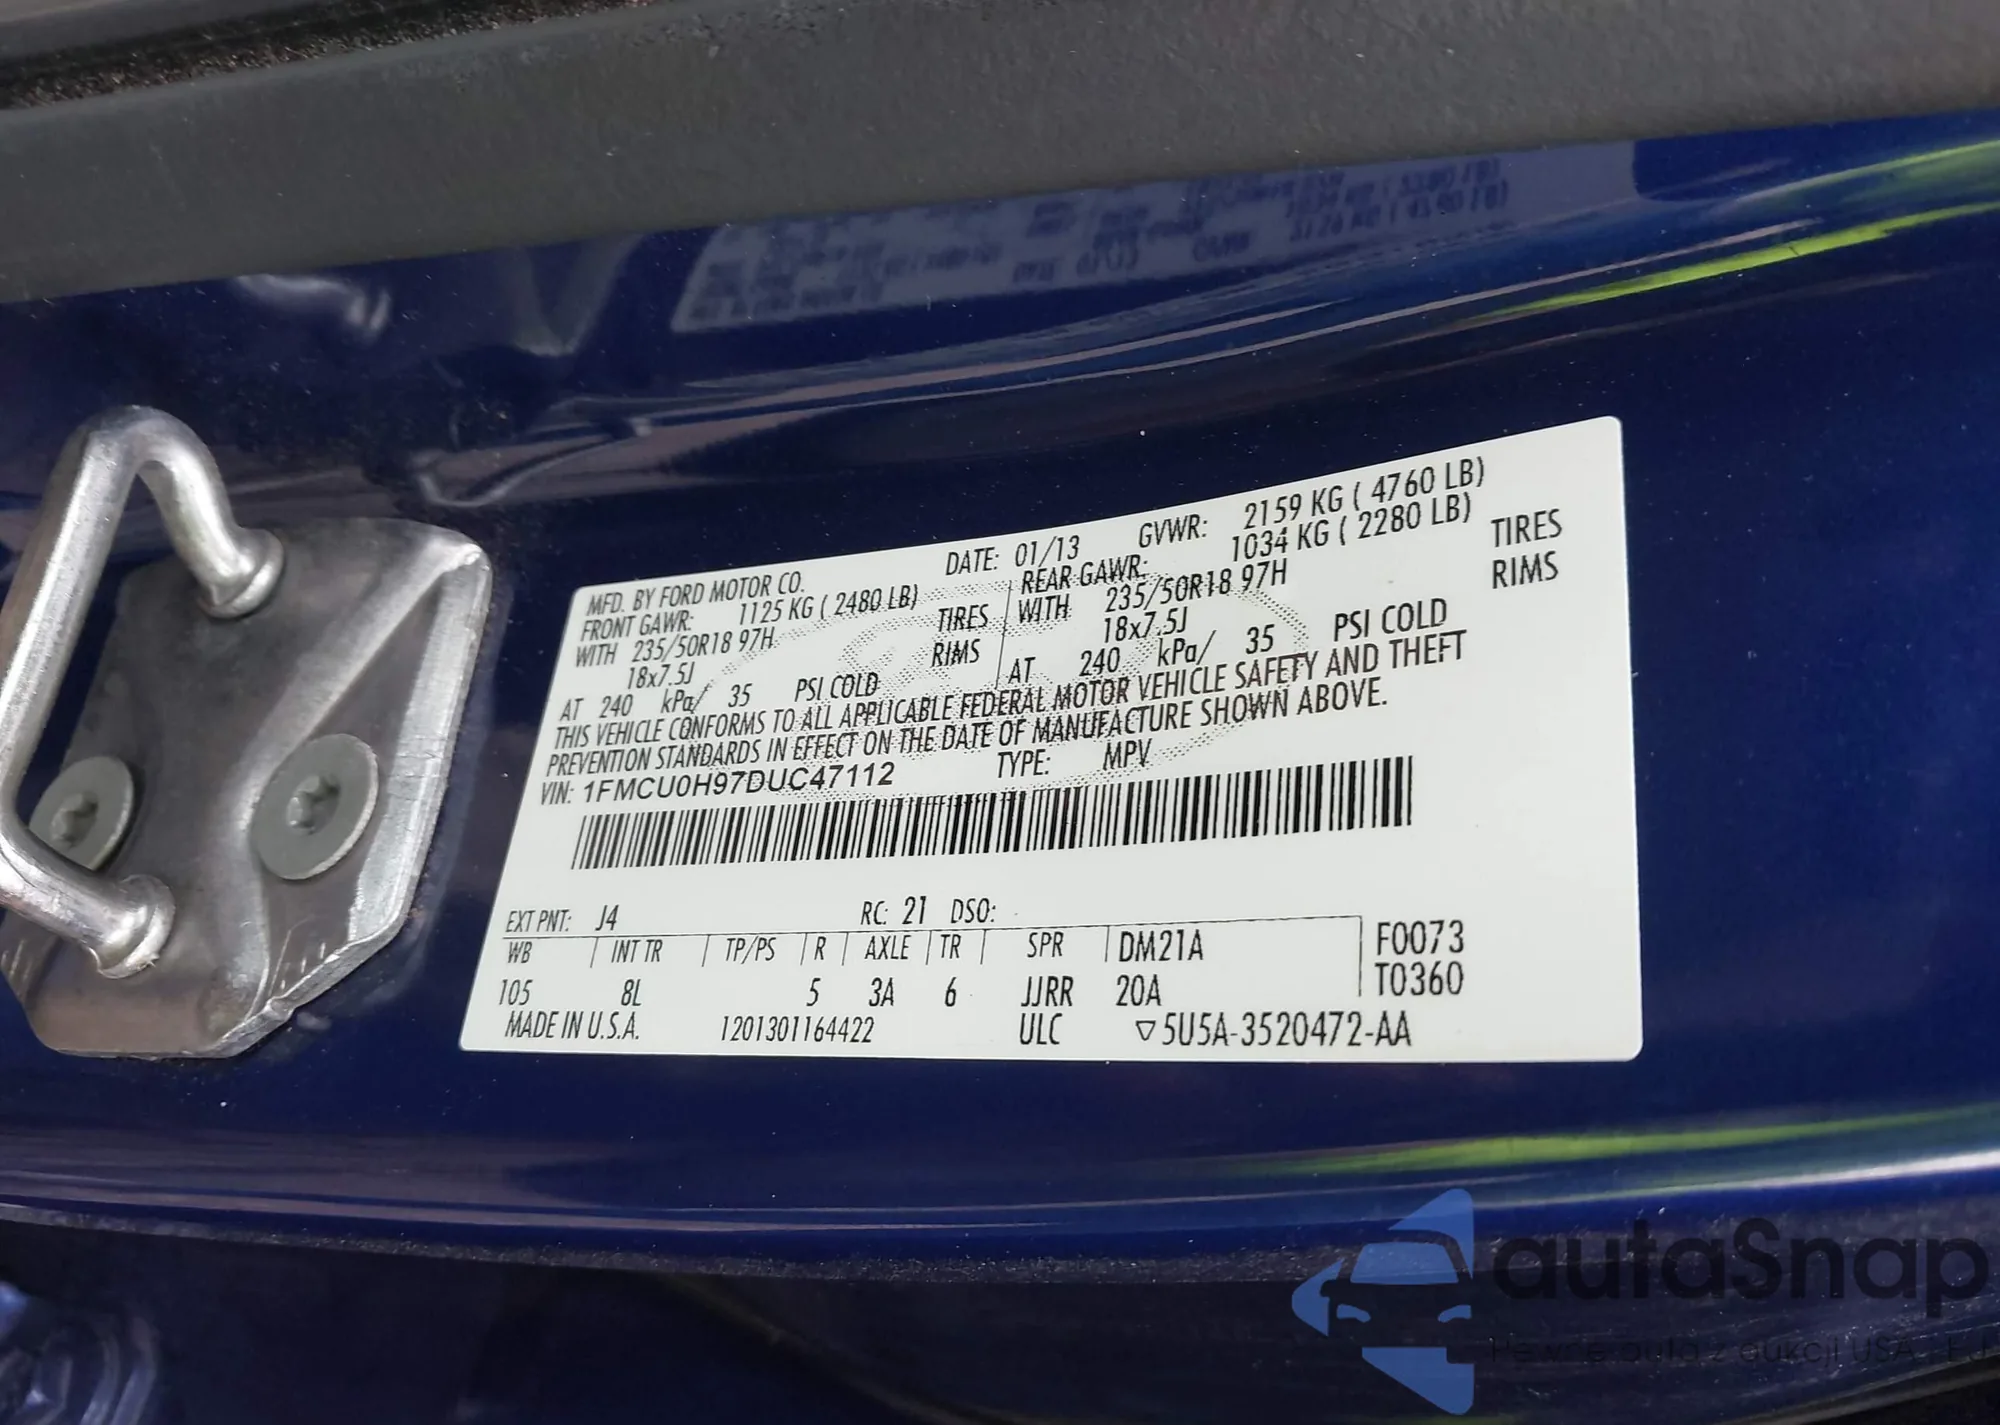 MFD. BY FORD MOTOR CO. DATE: 01/13 GVWR: 2159 KG ( 4760 LB)
FRONT GAWR: 1125 KG ( 2480 LB) REAR GAWR: 1034 KG ( 2280 LB)
WITH 235/50R18 97H TIRES WITH 235/50R18 97H TIRES
18x7.5J RIMS 18x7.5J RIMS
AT 240 kPa/ 35 PSI COLD AT 240 kPa/ 35 PSI COLD
THIS VEHICLE CONFORMS TO ALL APPLICABLE FEDERAL MOTOR VEHICLE SAFETY AND THEFT
PREVENTION STANDARDS IN EFFECT ON THE DATE OF MANUFACTURE SHOWN ABOVE.
VIN: 1FMCU0H97DUC47112 TYPE: MPV
EXT PNT: J4 RC: 21 DSO:
WB INT TR TP/PS R AXLE TR SPR DM21A F0073
105 8L 5 3A 6 JJRR 20A T0360
MADE IN U.S.A. 1201301164422 ULC ▽5U5A-3520472-AA
autaSnap
Pewne auta z aukcji USA